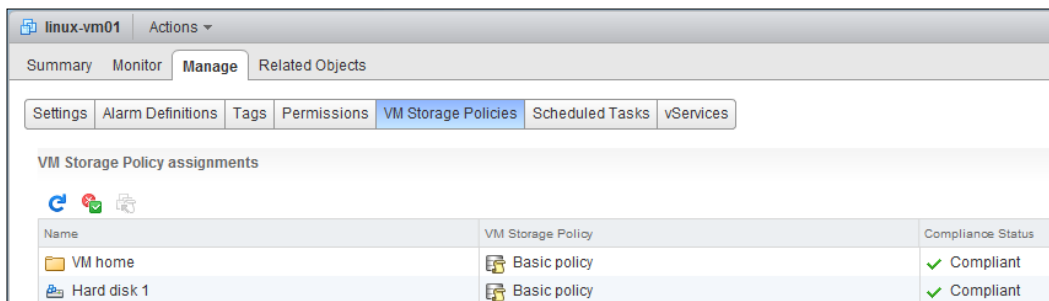 linux-vm01 Actions
Summary Monitor Manage Related Objects
Settings Alarm Definitions Tags Permissions VM Storage Policies Scheduled Tasks vServices
VM Storage Policy assignments
Name VM Storage Policy Compliance Status
VM home Basic policy Compliant
Hard disk 1 Basic policy Compliant